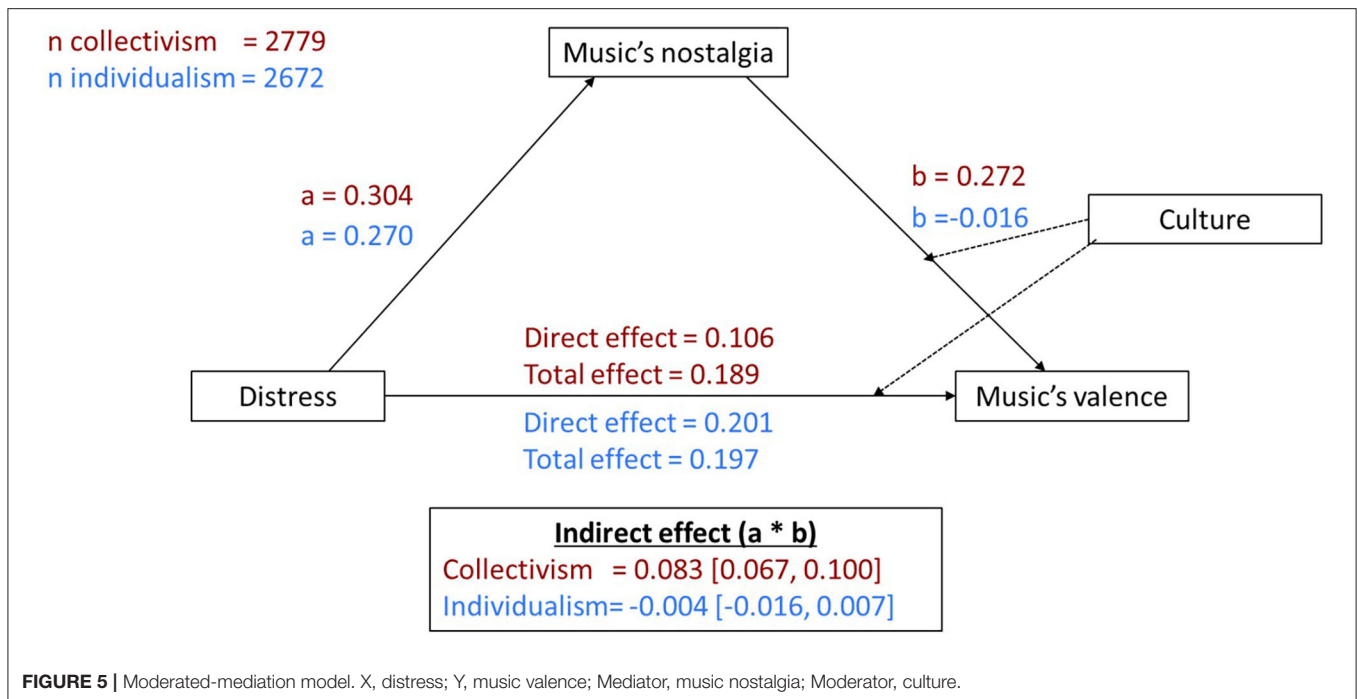 n collectivism = 2779
n individualism = 2672
Music's nostalgia
a = 0.304
a = 0.270
b = 0.272
b =-0.016
Culture
Direct effect = 0.106
Total effect = 0.189
Distress
Music's valence
Direct effect = 0.201
Total effect = 0.197
Indirect effect (a * b)
Collectivism = 0.083 [0.067, 0.100]
Individualism= -0.004 [-0.016, 0.007]
FIGURE 5 | Moderated-mediation model. X, distress; Y, music valence; Mediator, music nostalgia; Moderator, culture.